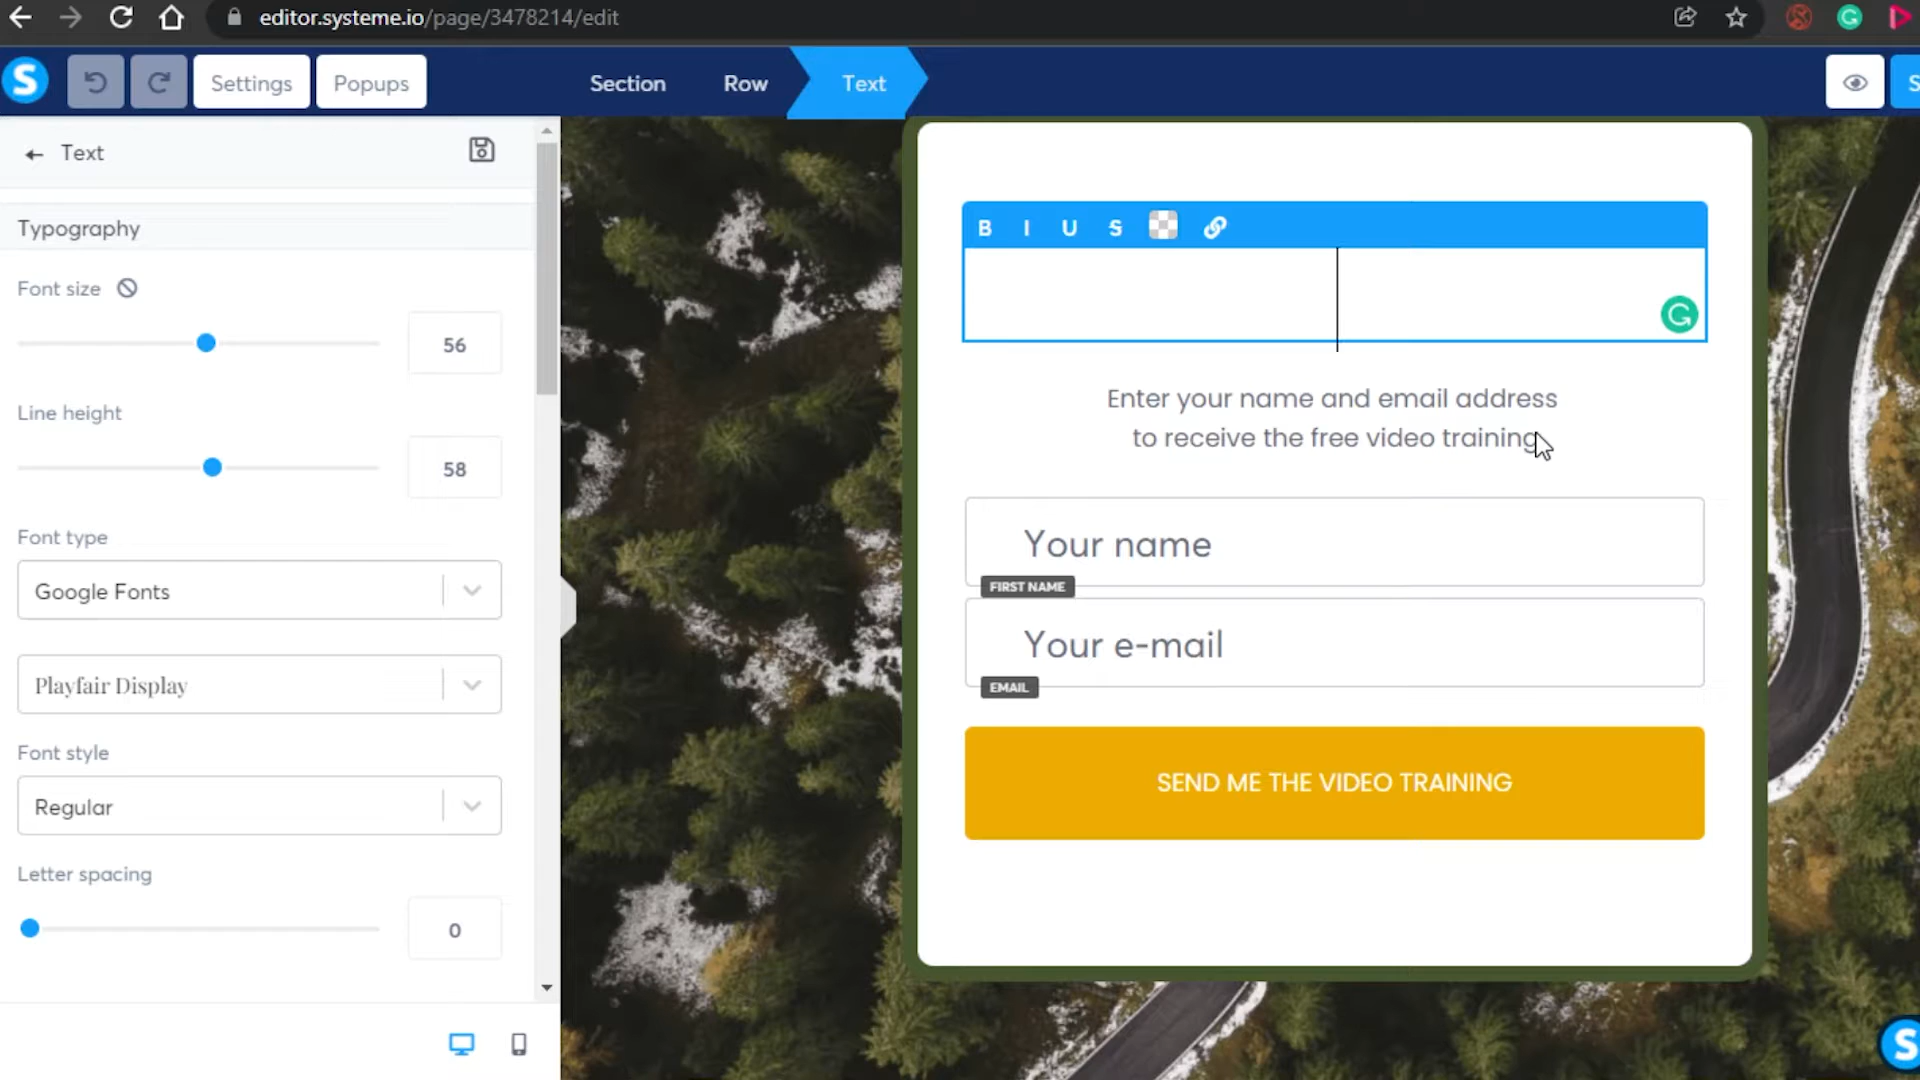 editor.systeme.io/page/3478214/edit
S
Settings
Popups
Section
Row
Text
S
Text
Typography
Font size
56
Line height
58
Font type
Google Fonts
Playfair Display
Font style
Regular
Letter spacing
0
B I U S
Enter your name and email address
to receive the free video training
Your name
FIRST NAME
Your e-mail
EMAIL
SEND ME THE VIDEO TRAINING
S